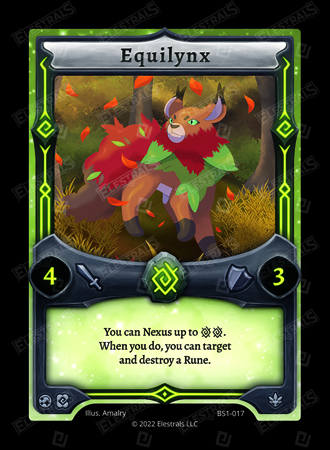 Equilynx
4
3
You can Nexus up to
When you do, you can target
and destroy a Rune.
Illus. Amalry
BS1-017
© 2022 Elestrals LLC
ELESTRALS